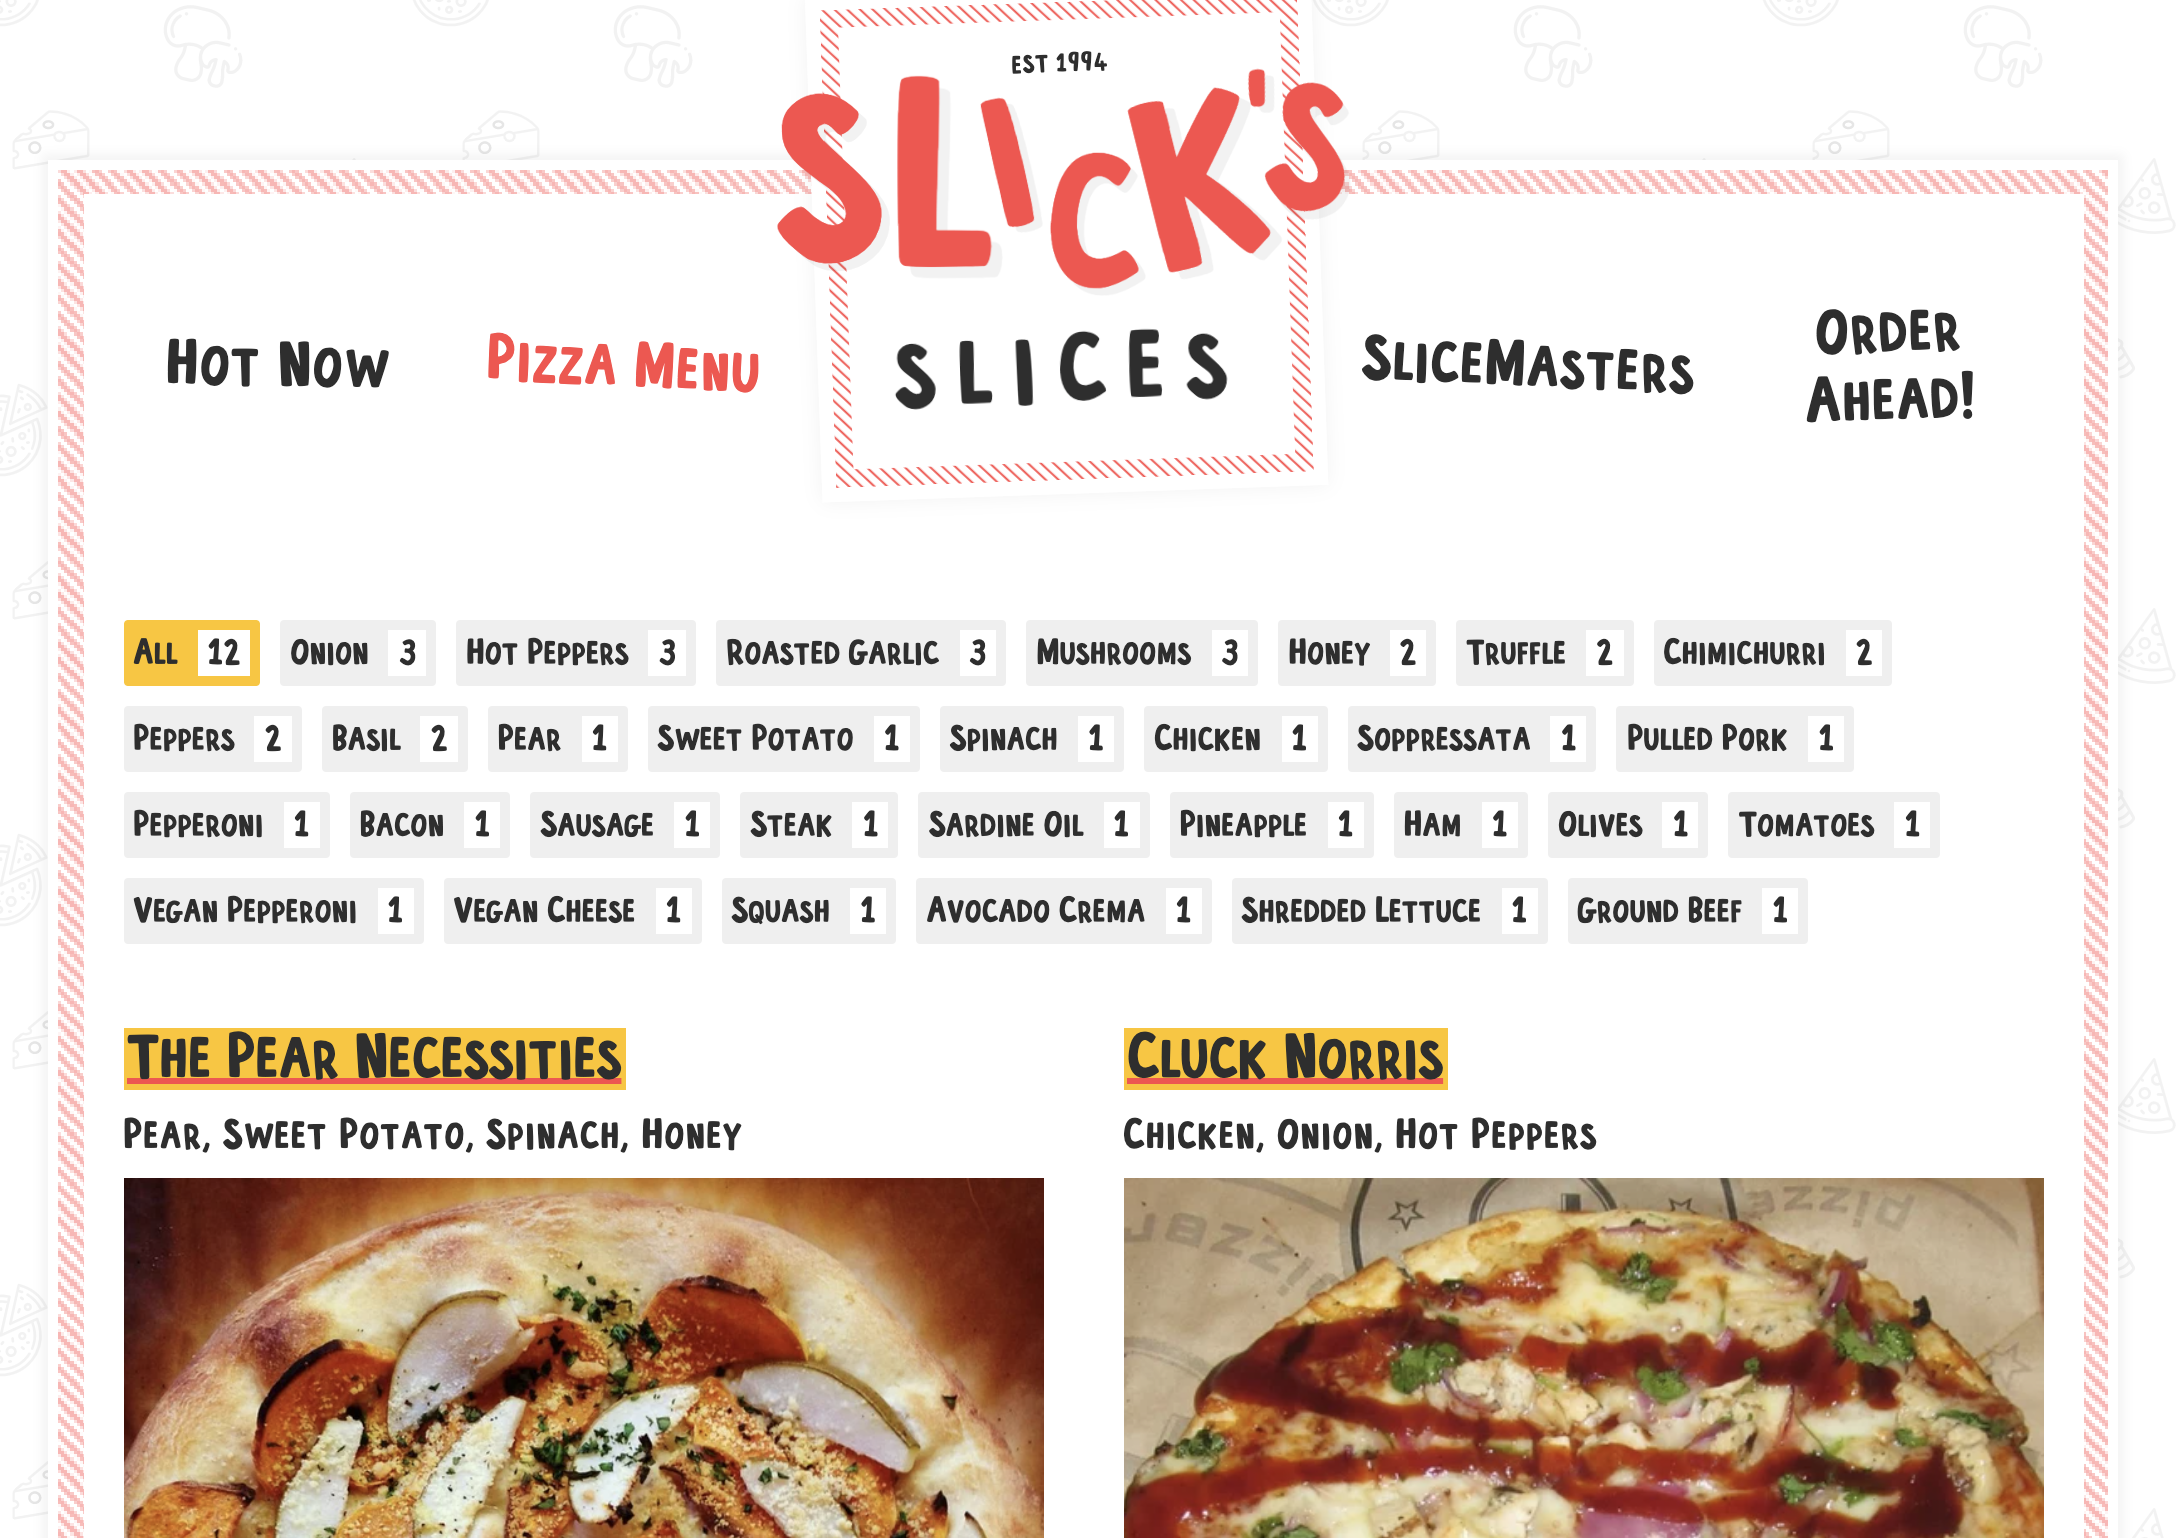 EST 1994
SLICK'S
SLICES
HOT NOW
PIZZA MENU
SLICEMASTERS
ORDER
AHEAD!
ALL 12
ONION 3
HOT PEPPERS 3
ROASTED GARLIC 3
MUSHROOMS 3
HONEY 2
TRUFFLE 2
CHIMICHURRI 2
PEPPERS 2
BASIL 2
PEAR 1
SWEET POTATO 1
SPINACH 1
CHICKEN 1
SOPPRESSATA 1
PULLED PORK 1
PEPPERONI 1
BACON 1
SAUSAGE 1
STEAK 1
SARDINE OIL 1
PINEAPPLE 1
HAM 1
OLIVES 1
TOMATOES 1
VEGAN PEPPERONI 1
VEGAN CHEESE 1
SQUASH 1
AVOCADO CREMA 1
SHREDDED LETTUCE 1
GROUND BEEF 1
THE PEAR NECESSITIES
PEAR, SWEET POTATO, SPINACH, HONEY
CLUCK NORRIS
CHICKEN, ONION, HOT PEPPERS